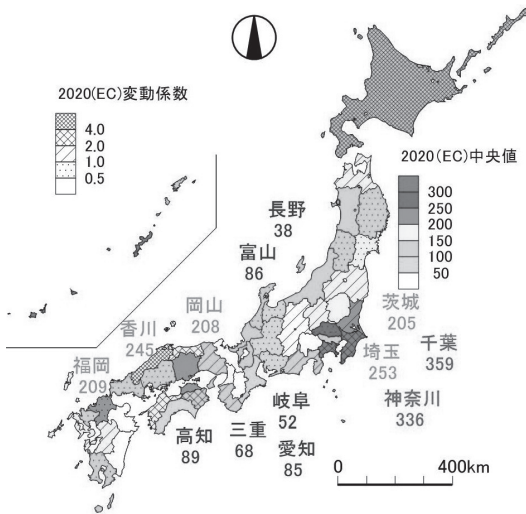 2020(EC)変動係数
4.0
2.0
1.0
0.5
2020(EC)中央値
300
250
200
150
100
50
長野
38
富山
86
岡山
208
香川
245
福岡
209
茨城
205
千葉
359
埼玉
253
神奈川
336
岐阜
52
愛知
85
三重
68
高知
89
0 400km